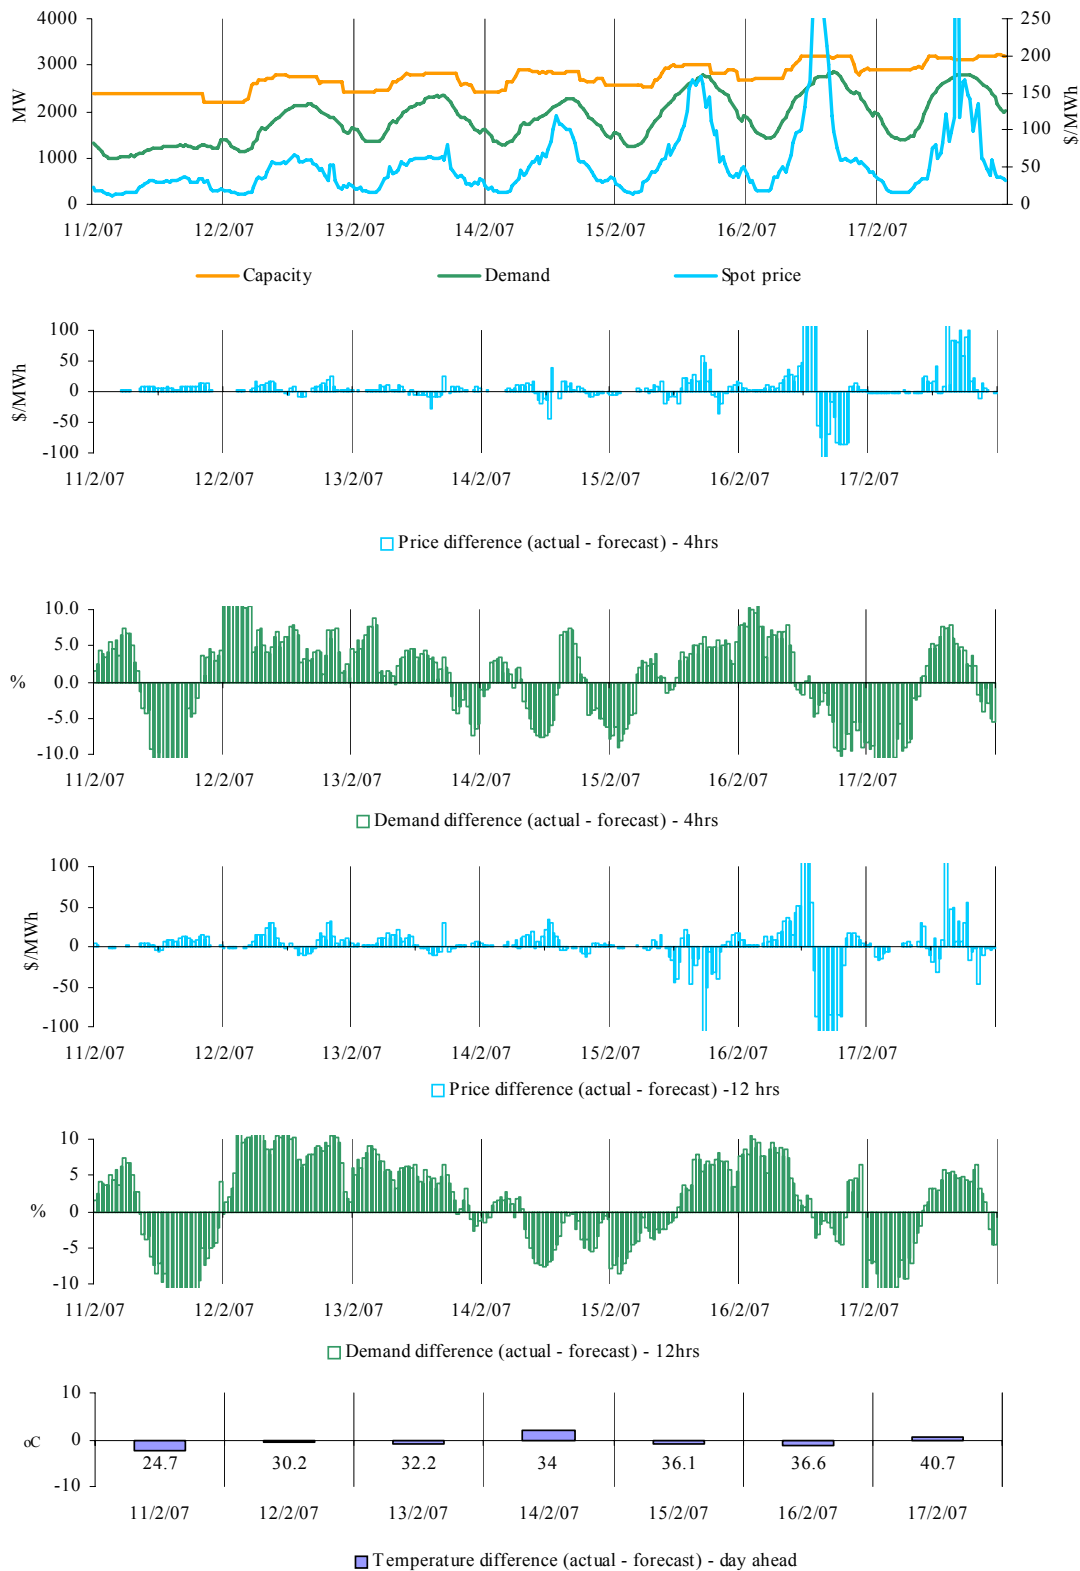 4000 250
3000 200
2000 150
1000 100
0 50
0
MW
$/MWh
11/2/07 12/2/07 13/2/07 14/2/07 15/2/07 16/2/07 17/2/07
Capacity Demand Spot price
100
50
0
-50
-100
$/MWh
11/2/07 12/2/07 13/2/07 14/2/07 15/2/07 16/2/07 17/2/07
Price difference (actual - forecast) - 4hrs
10.0
5.0
0.0
-5.0
-10.0
%
11/2/07 12/2/07 13/2/07 14/2/07 15/2/07 16/2/07 17/2/07
Demand difference (actual - forecast) - 4hrs
100
50
0
-50
-100
$/MWh
11/2/07 12/2/07 13/2/07 14/2/07 15/2/07 16/2/07 17/2/07
Price difference (actual - forecast) -12 hrs
10
5
0
-5
-10
%
11/2/07 12/2/07 13/2/07 14/2/07 15/2/07 16/2/07 17/2/07
Demand difference (actual - forecast) - 12hrs
10
0
-10
oC
24.7 30.2 32.2 34 36.1 36.6 40.7
11/2/07 12/2/07 13/2/07 14/2/07 15/2/07 16/2/07 17/2/07
Temperature difference (actual - forecast) - day ahead